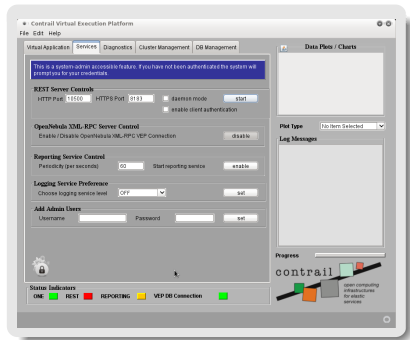 Contrail Virtual Execution Platform
File Edit Help
Virtual Application Services Diagnostics Cluster Management DB Management
This is a system-admin accessible feature. If you have not been authenticated the system will
prompt you for your credentials.
REST Server Controls
HTTP Port 10500 HTTPS Port 8183 daemon mode start
enable client authentication
OpenNebula XML-RPC Server Control
Enable / Disable OpenNebula XML-RPC VEP Connection disable
Reporting Service Control
Periodicity (per seconds) 60 Start reporting service enable
Logging Service Preference
Choose logging service level OFF set
Add Admin Users
Username Password set
Status Indicators
ONE REST REPORTING VEP DB Connection
Data Plots / Charts
Plot Type No Item Selected
Log Messages
Progress
contrail
open computing
infrastructures
for elastic
services